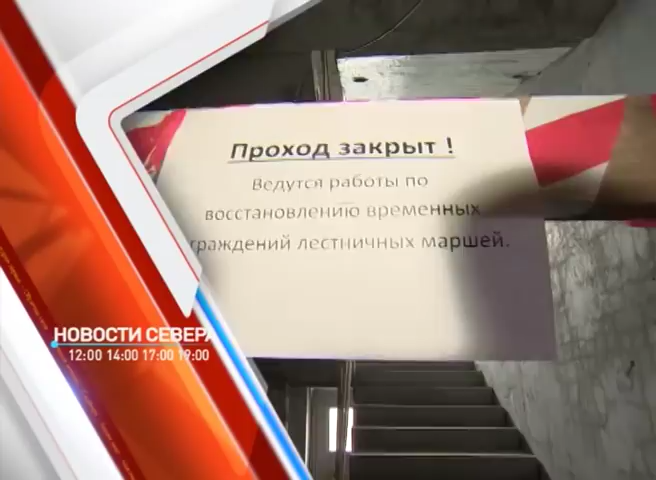 Проход закрыт !
Ведутся работы по
восстановлению временных
граждений лестничных маршей.
НОВОСТИ СЕВЕРА
12:00 14:00 17:00 19:00